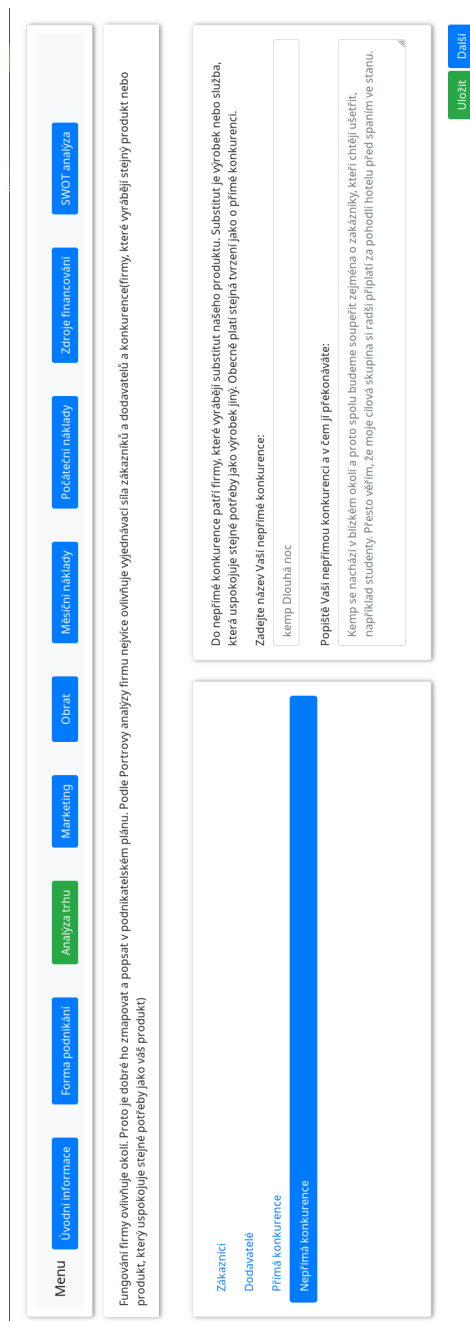 Menu
Úvodní informace
Forma podnikání
Analýza trhu
Marketing
Obrat
Měsíční náklady
Počáteční náklady
Zdroje financování
SWOT analýza
Fungování firmy ovlivňuje okolí. Proto je dobré ho zmapovat a popsat v podnikatelském plánu. Podle Portrovy analýzy firmu nejvíce ovlivňuje vyjednávací síla zákazníků a dodavatelů a konkurence(firmy, které vyrábějí stejný produkt nebo
produkt, který uspokojuje stejné potřeby jako váš produkt)
Zákazníci
Dodavatelé
Přímá konkurence
Nepřímá konkurence
Do nepřímé konkurence patří firmy, které vyrábějí substitut našeho produktu. Substitut je výrobek nebo služba,
která uspokojuje stejné potřeby jako výrobek jiný. Obecně platí stejná tvrzení jako o přímé konkurenci.
Zadejte název Vaší nepřímé konkurence:
kemp Dlouhá noc
Popiště Vaši nepřímou konkurenci a v čem jí překonáváte:
Kemp se nachází v blízkém okolí a proto spolu budeme soupeřit zejména o zakázníky, kteří chtějí ušetřit,
například studenty. Přesto věřím, že moje cílová skupina si radši připlatí za pohodlí hotelu před spaním ve stanu.
Uložit
Další